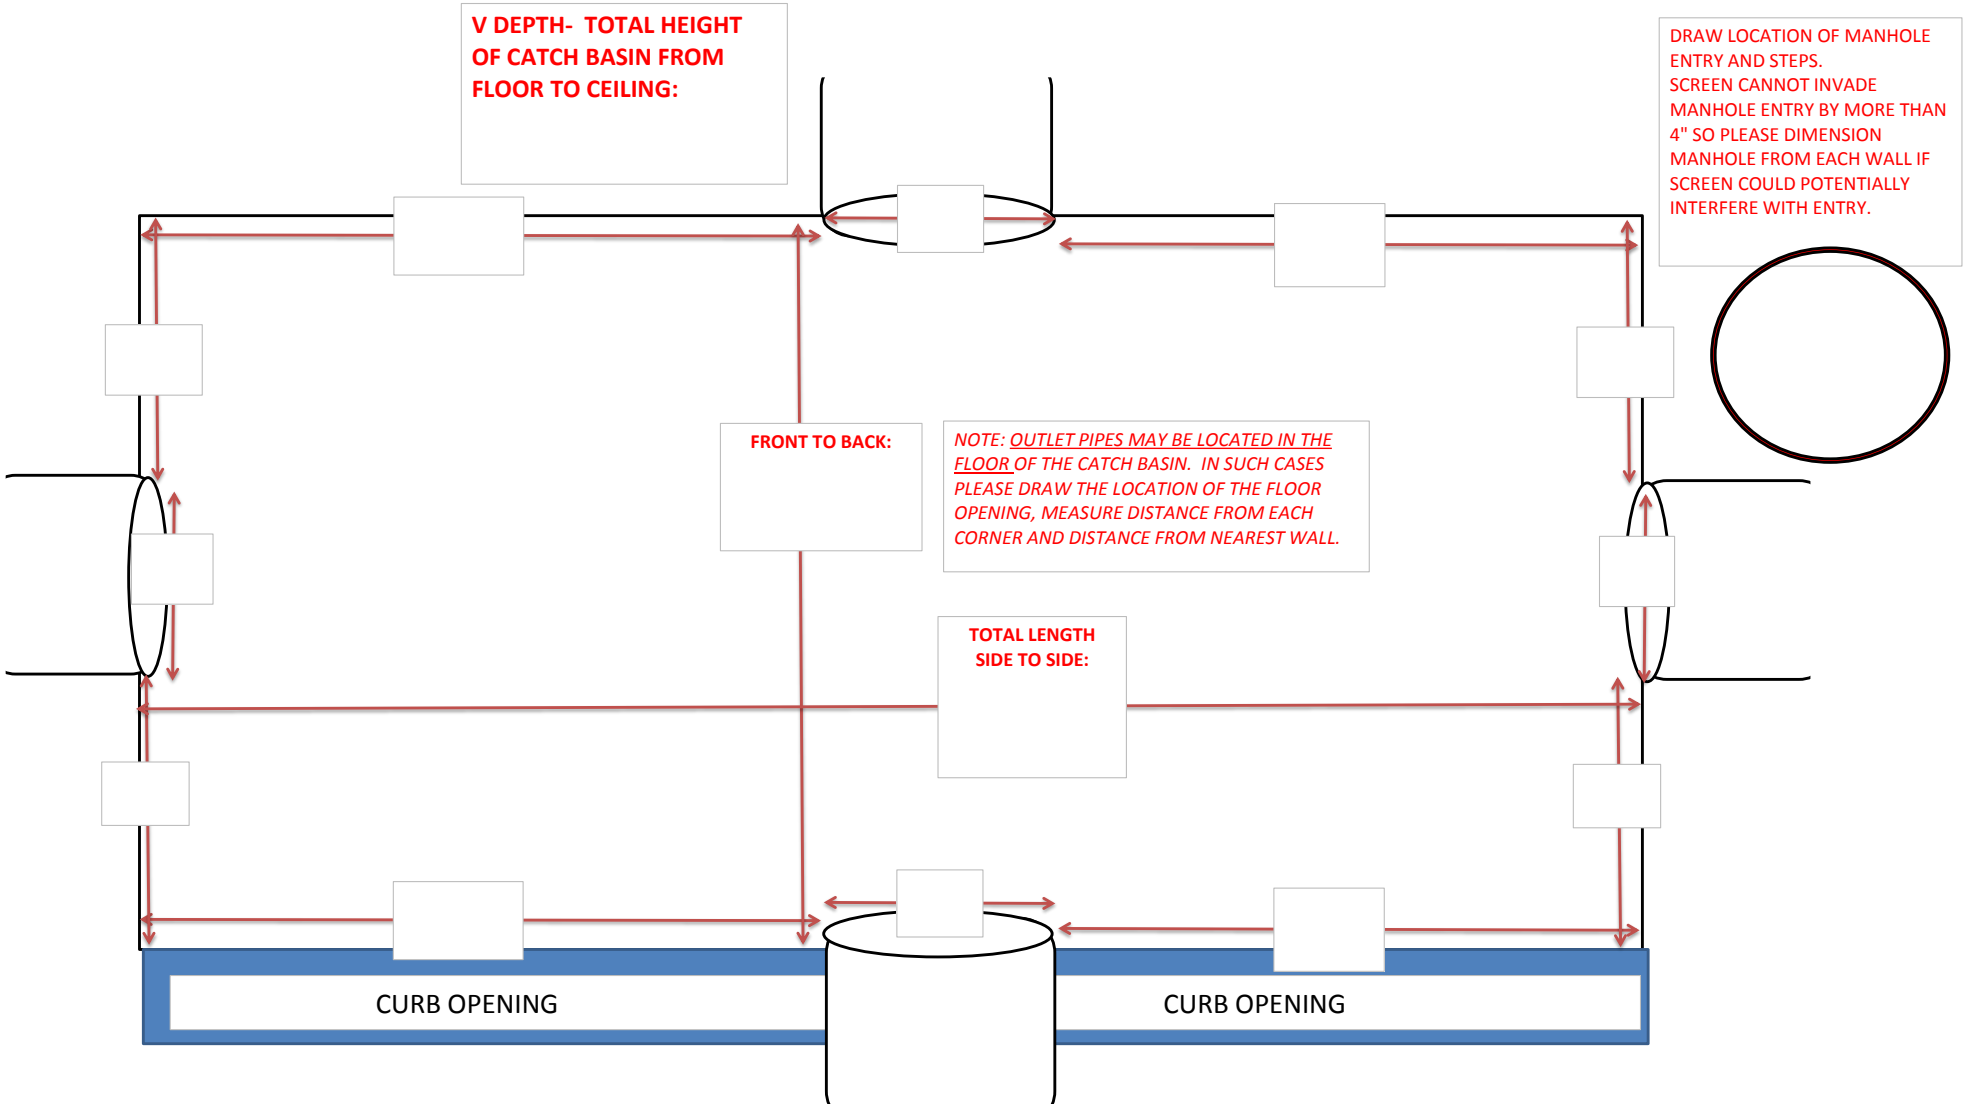 V DEPTH- TOTAL HEIGHT
OF CATCH BASIN FROM
FLOOR TO CEILING:
DRAW LOCATION OF MANHOLE
ENTRY AND STEPS.
SCREEN CANNOT INVADE
MANHOLE ENTRY BY MORE THAN
4" SO PLEASE DIMENSION
MANHOLE FROM EACH WALL IF
SCREEN COULD POTENTIALLY
INTERFERE WITH ENTRY.
FRONT TO BACK:
NOTE: OUTLET PIPES MAY BE LOCATED IN THE
FLOOR OF THE CATCH BASIN. IN SUCH CASES
PLEASE DRAW THE LOCATION OF THE FLOOR
OPENING, MEASURE DISTANCE FROM EACH
CORNER AND DISTANCE FROM NEAREST WALL.
TOTAL LENGTH
SIDE TO SIDE:
CURB OPENING
CURB OPENING